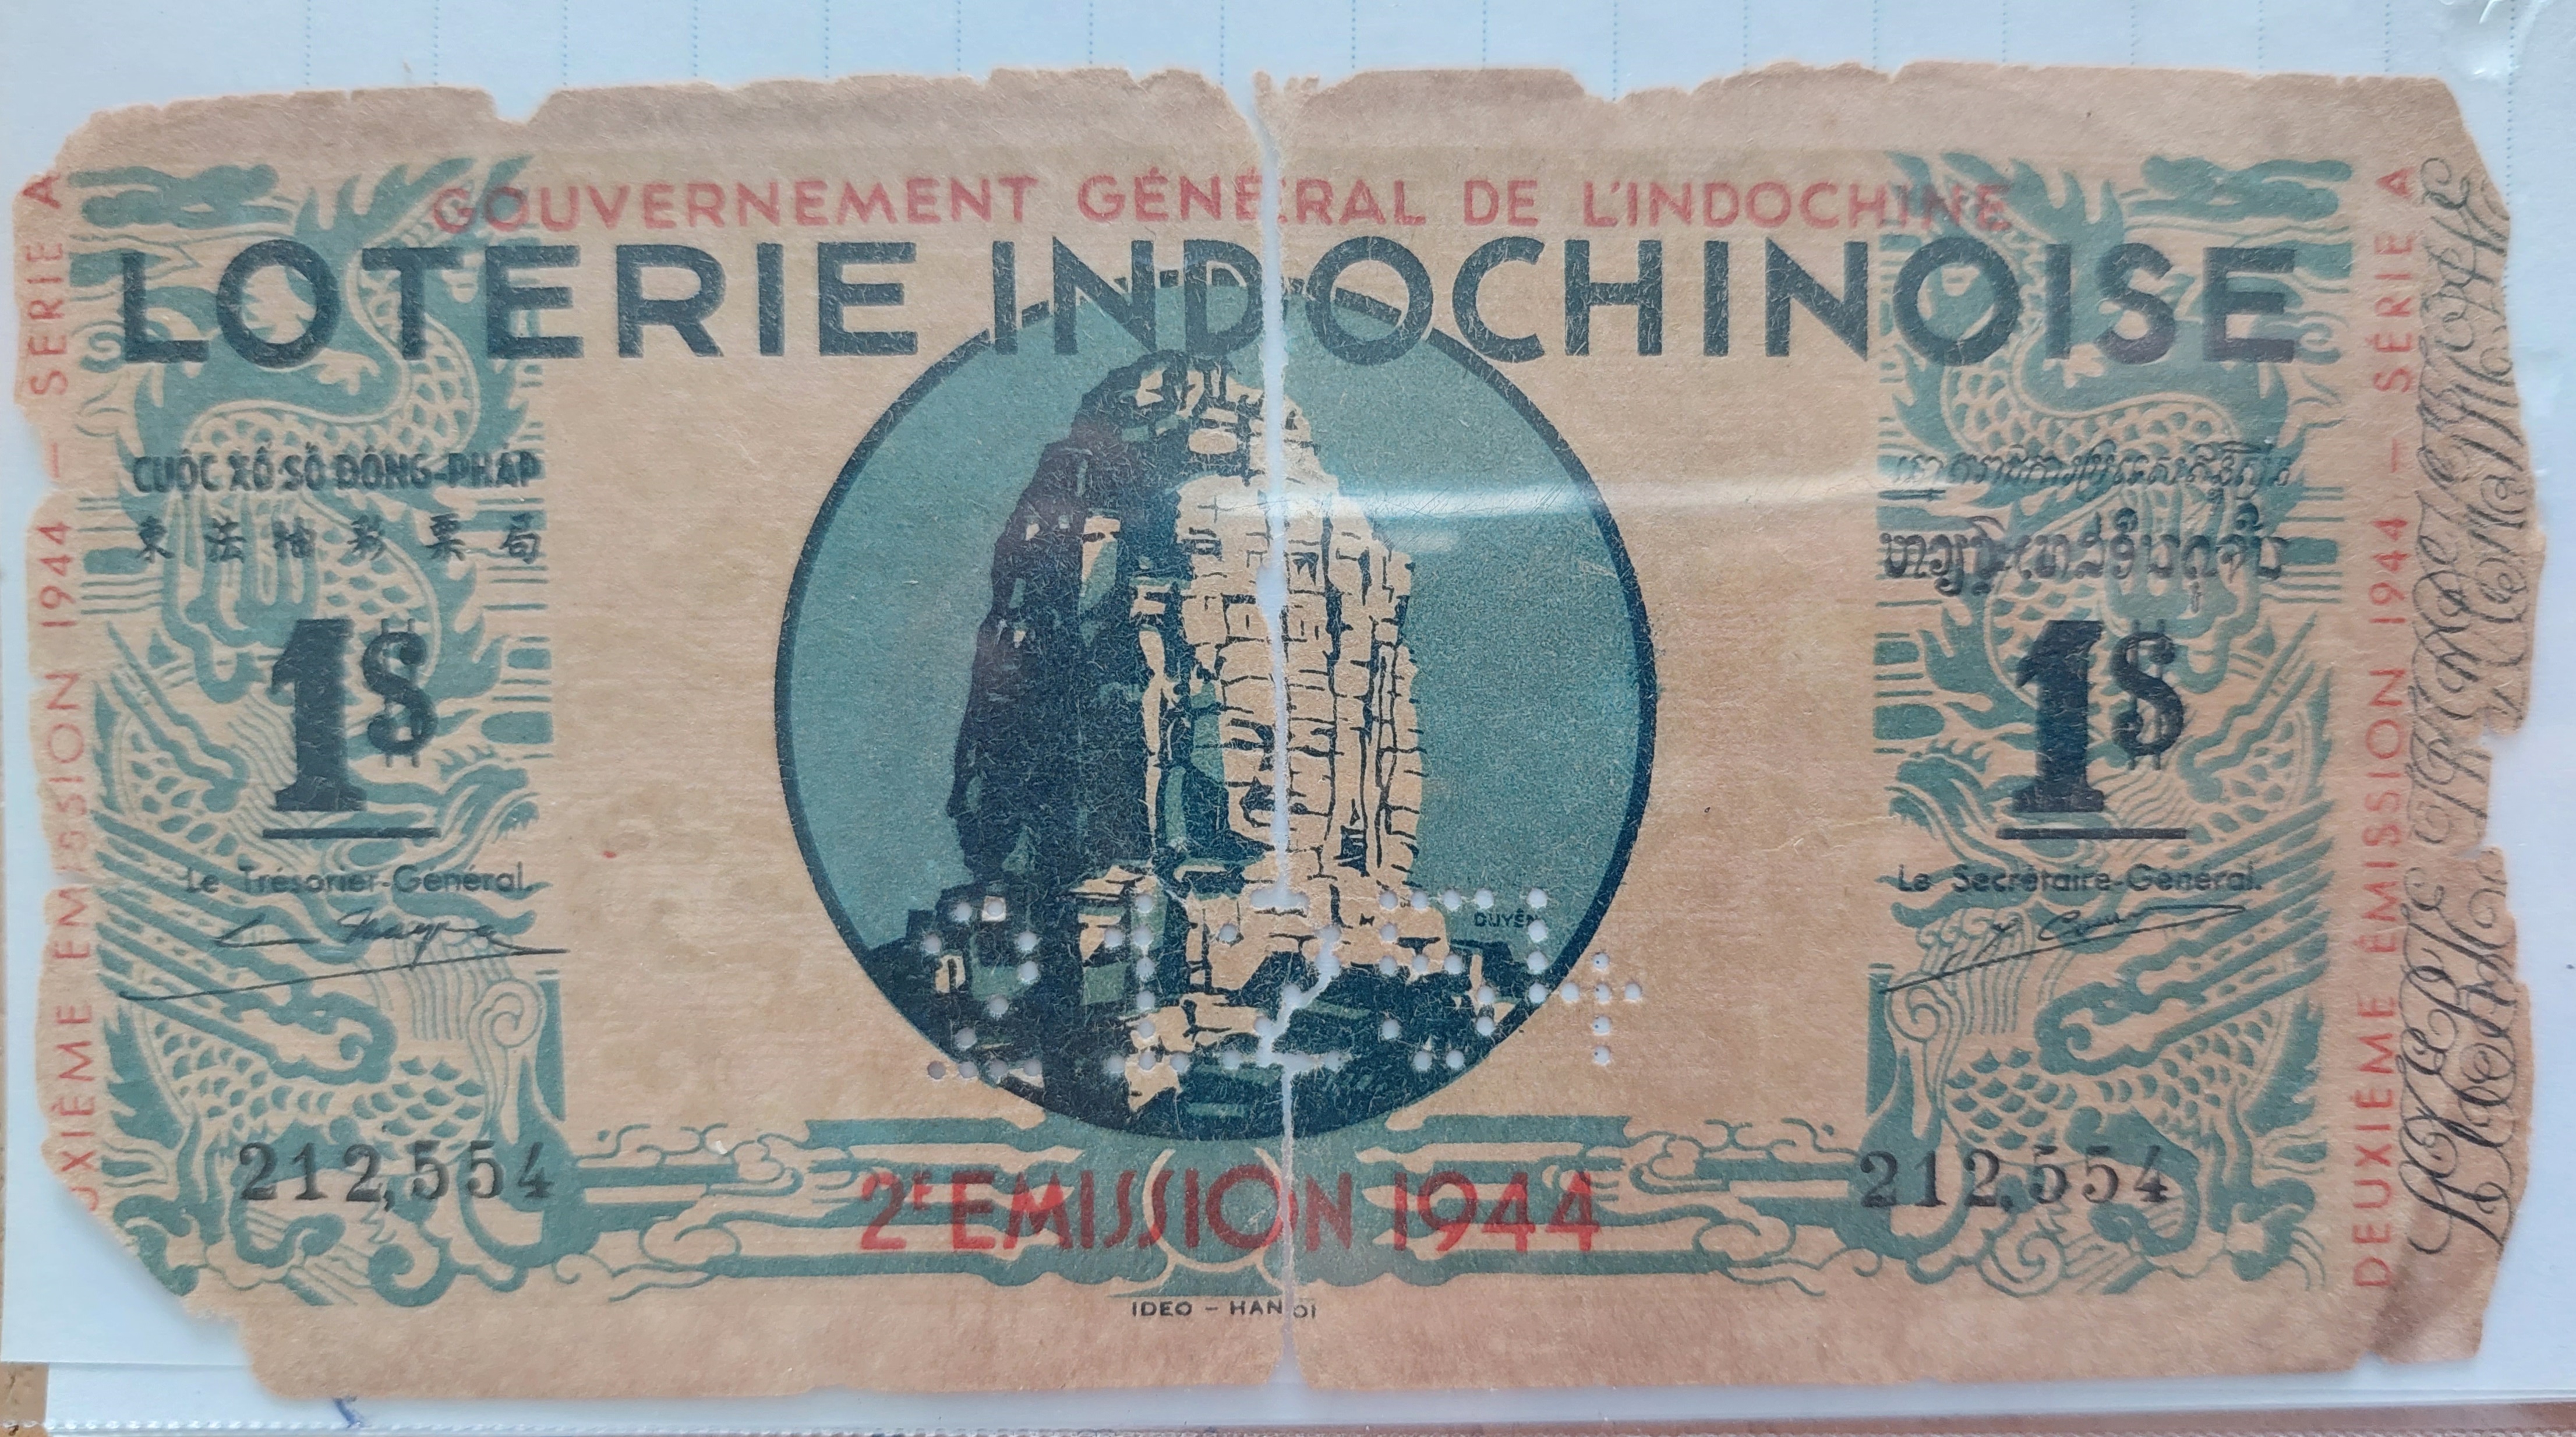 GOUVERNEMENT GÉNÉRAL DE L'INDOCHINE
LOTERIE INDOCHINOISE
SÉRIE A
DEUXIÈME ÉMISSION 1944 — SÉRIE A
CUỘC XỔ SỐ ĐÔNG-PHÁP
東法抽彩票局
1$
1$
Le Trésorier-Général.
Le Secrétaire-Général.
DUYÊN
212554
212,554
212,554
2E EMISSION 1944
IDEO - HANOI